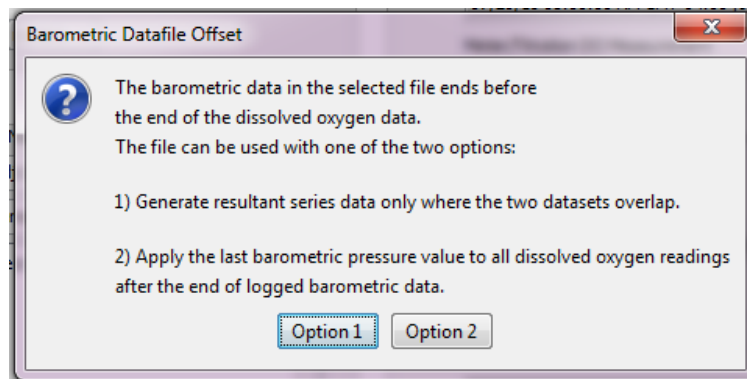 Barometric Datafile Offset
The barometric data in the selected file ends before
the end of the dissolved oxygen data.
The file can be used with one of the two options:
1) Generate resultant series data only where the two datasets overlap.
2) Apply the last barometric pressure value to all dissolved oxygen readings
after the end of logged barometric data.
Option 1 Option 2